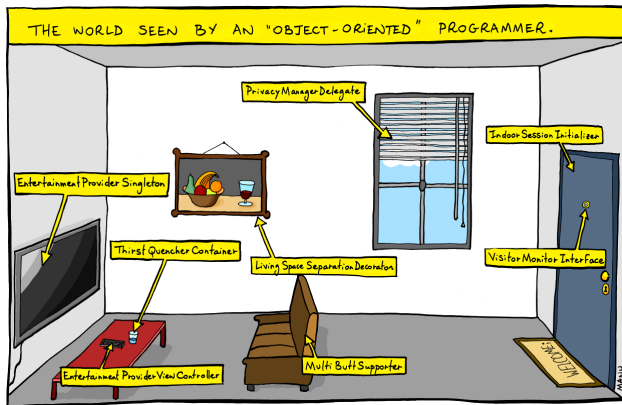 THE WORLD SEEN BY AN "OBJECT-ORIENTED" PROGRAMMER.
Privacy Manager Delegate
Indoor Session Initializer
Entertainment Provider Singleton
Thirst Quencher Container
Living Space Separation Decorator
Visitor Monitor Interface
Entertainment Provider View Controller
Multi Butt Supporter
WELCOME!
MANU